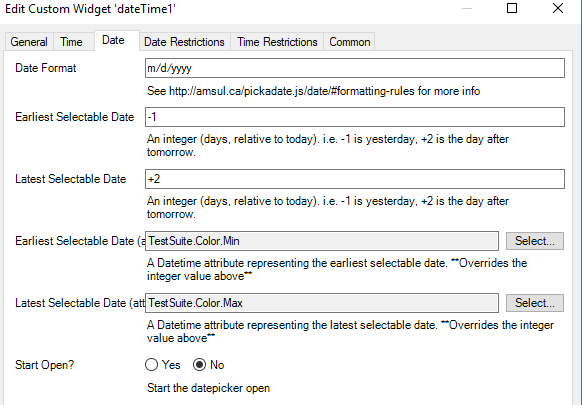 Edit Custom Widget 'dateTime1'
General Time Date Date Restrictions Time Restrictions Common
Date Format m/d/yyyy
See http://amsul.ca/pickadate.js/date/#formatting-rules for more info
Earliest Selectable Date -1
An integer (days, relative to today). i.e. -1 is yesterday, +2 is the day after
tomorrow.
Latest Selectable Date +2
An integer (days, relative to today). i.e. -1 is yesterday, +2 is the day after
tomorrow.
Earliest Selectable Date (a TestSuite.Color.Min Select...
A Datetime attribute representing the earliest selectable date. **Overrides the
integer value above**
Latest Selectable Date (att TestSuite.Color.Max Select...
A Datetime attribute representing the latest selectable date. **Overrides the integer
value above**
Start Open? Yes No
Start the datepicker open